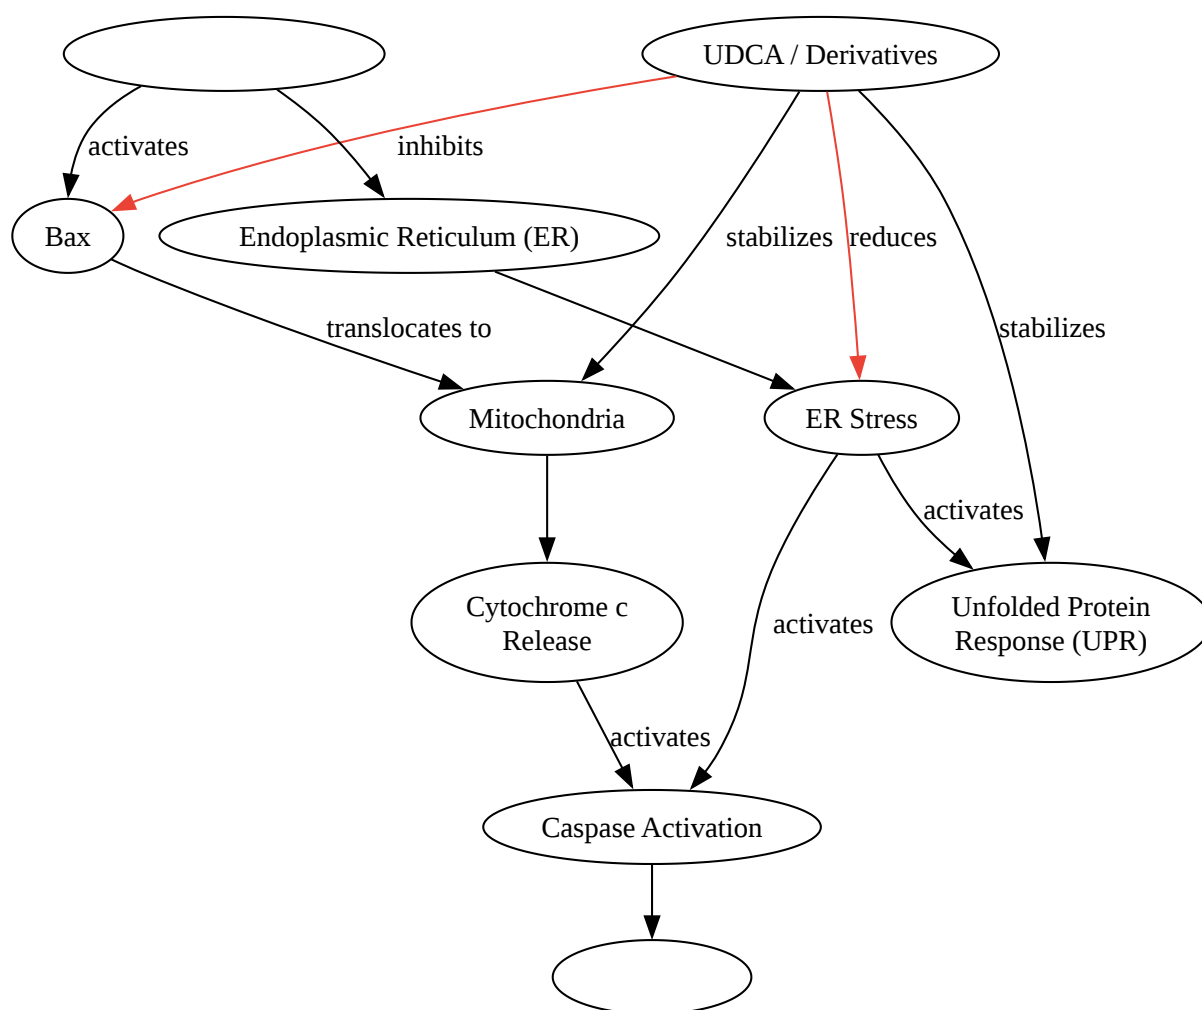 UDCA / Derivatives
activates
inhibits
Bax
Endoplasmic Reticulum (ER)
stabilizes
reduces
translocates to
stabilizes
Mitochondria
ER Stress
activates
Cytochrome c
Release
Unfolded Protein
Response (UPR)
activates
activates
Caspase Activation